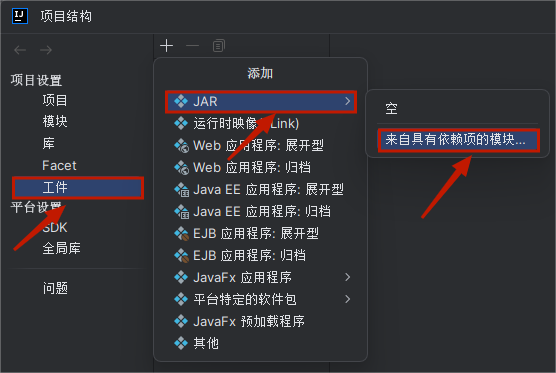 IJ 项目结构
项目设置
项目
模块
库
Facet
工件
平台设置
SDK
全局库
问题
添加
JAR
运行时映像 Link)
Web 应用程序: 展开型
Web 应用程序: 归档
Java EE 应用程序: 展开型
Java EE 应用程序: 归档
EJB 应用程序: 展开型
EJB 应用程序: 归档
JavaFx 应用程序
平台特定的软件包
JavaFx 预加载程序
其他
空
来自具有依赖项的模块...